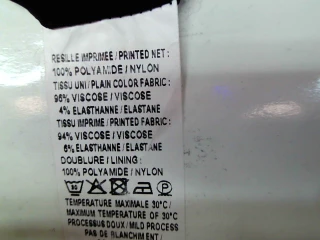 RESILLE IMPRIMEE / PRINTED NET :
100% POLYAMIDE / NYLON
TISSU UNI / PLAIN COLOR FABRIC :
96% VISCOSE / VISCOSE
4% ELASTHANNE / ELASTANE
TISSU IMPRIME / PRINTED FABRIC :
94% VISCOSE / VISCOSE
6% ELASTHANNE / ELASTANE
DOUBLURE / LINING :
100% POLYAMIDE / NYLON
TEMPERATURE MAXIMALE 30°C /
MAXIMUM TEMPERATURE OF 30°C
PROCESSUS DOUX / MILD PROCESS
PAS DE BLANCHIMENT /